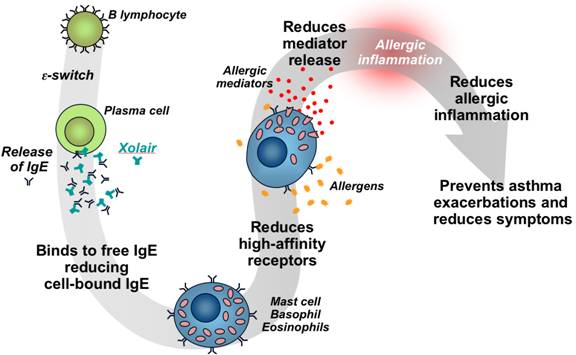 B lymphocyte
ε-switch
Plasma cell
Release
of IgE
Xolair
Binds to free IgE
reducing
cell-bound IgE
Mast cell
Basophil
Eosinophils
Reduces
high-affinity
receptors
Allergens
Allergic
mediators
Reduces
mediator
release
Allergic
inflammation
Reduces
allergic
inflammation
Prevents asthma
exacerbations and
reduces symptoms